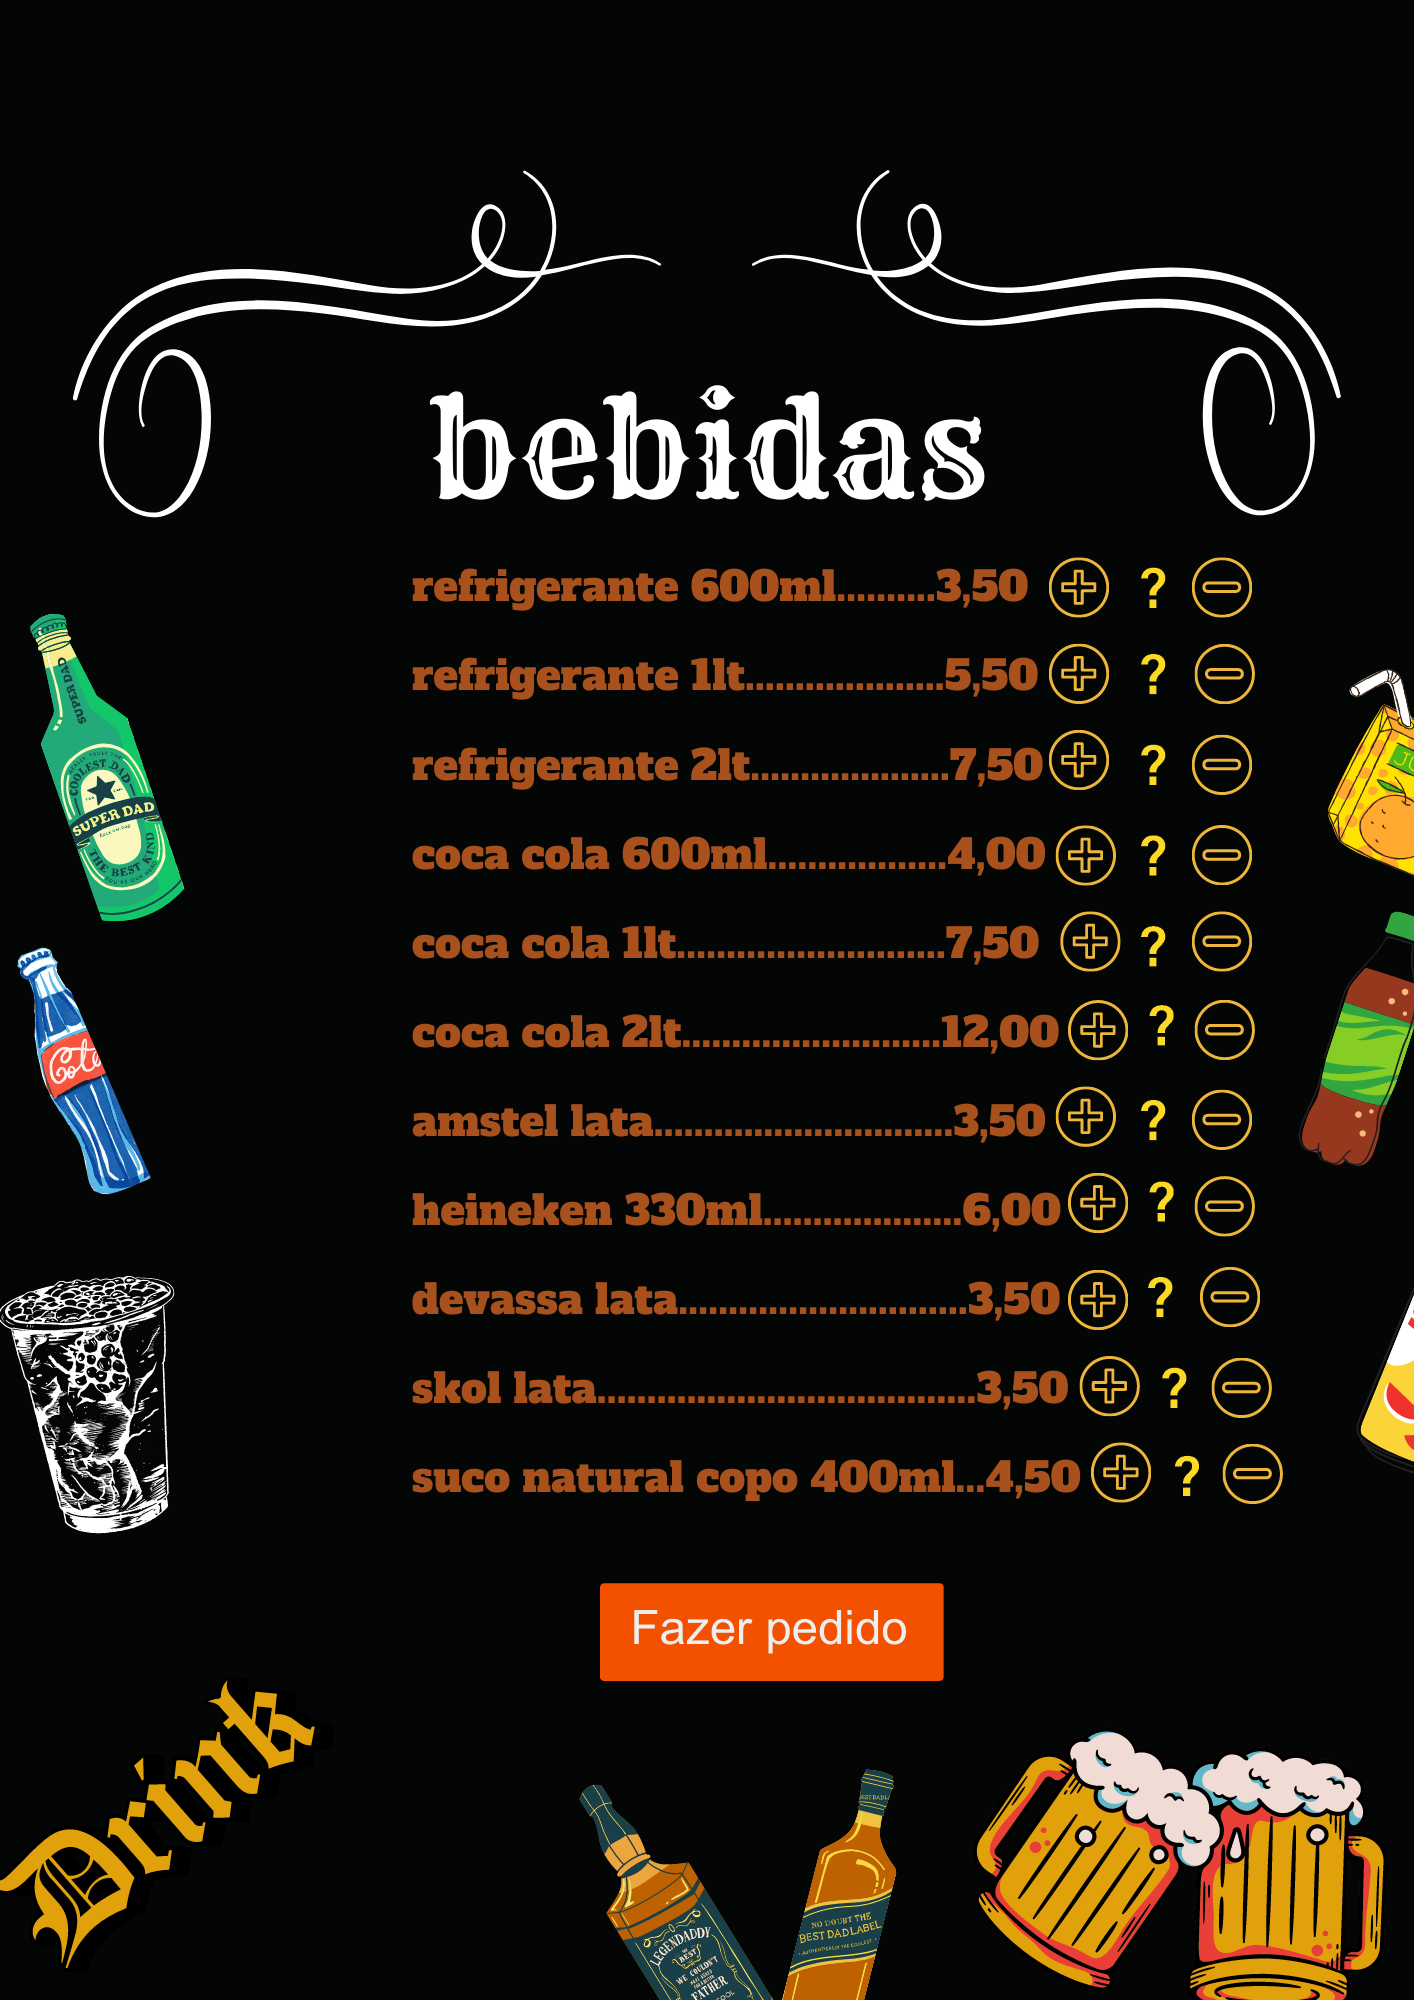 bebidas
refrigerante 600ml..........3,50 ?
refrigerante 1lt....................5,50 ?
refrigerante 2lt....................7,50 ?
coca cola 600ml..................4,00 ?
coca cola 1lt...........................7,50 ?
coca cola 2lt..........................12,00 ?
amstel lata..............................3,50 ?
heineken 330ml....................6,00 ?
devassa lata.............................3,50 ?
skol lata......................................3,50 ?
suco natural copo 400ml...4,50 ?
Fazer pedido
SUPER DAD
COOLEST DAD
SUPER DAD
THE BEST KIND
Drink
LEGENDADDY
BEST
WE COULDN'T
FATHER
NO DOUBT THE
BEST DAD LABEL
AUTHENTICALLY THE COOLEST